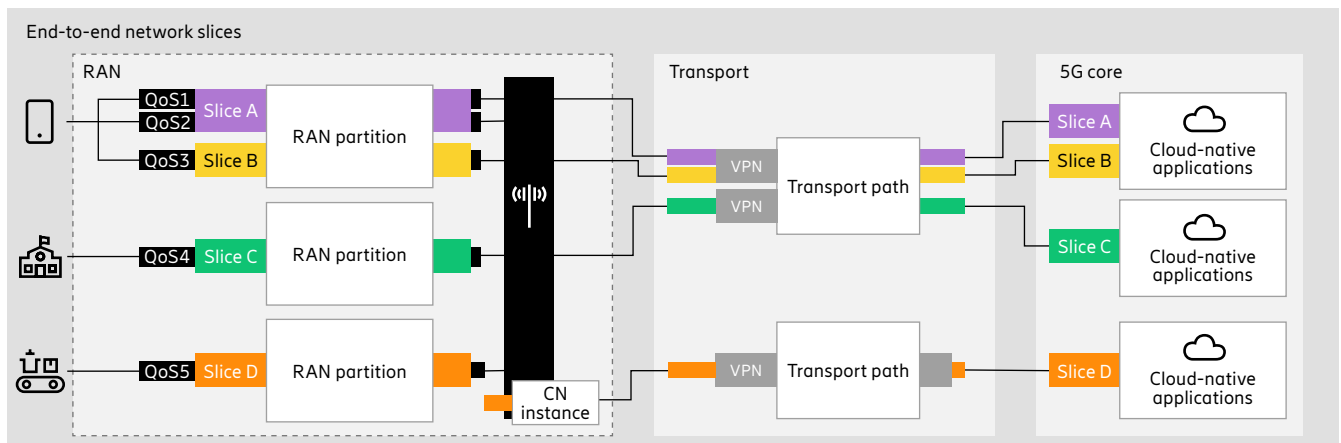 End-to-end network slices
RAN
Transport
5G core
QoS1
QoS2
Slice A
QoS3
Slice B
RAN partition
VPN
VPN
Transport path
Slice A
Slice B
Cloud-native
applications
QoS4
Slice C
RAN partition
Slice C
Cloud-native
applications
QoS5
Slice D
RAN partition
CN
instance
VPN
Transport path
Slice D
Cloud-native
applications